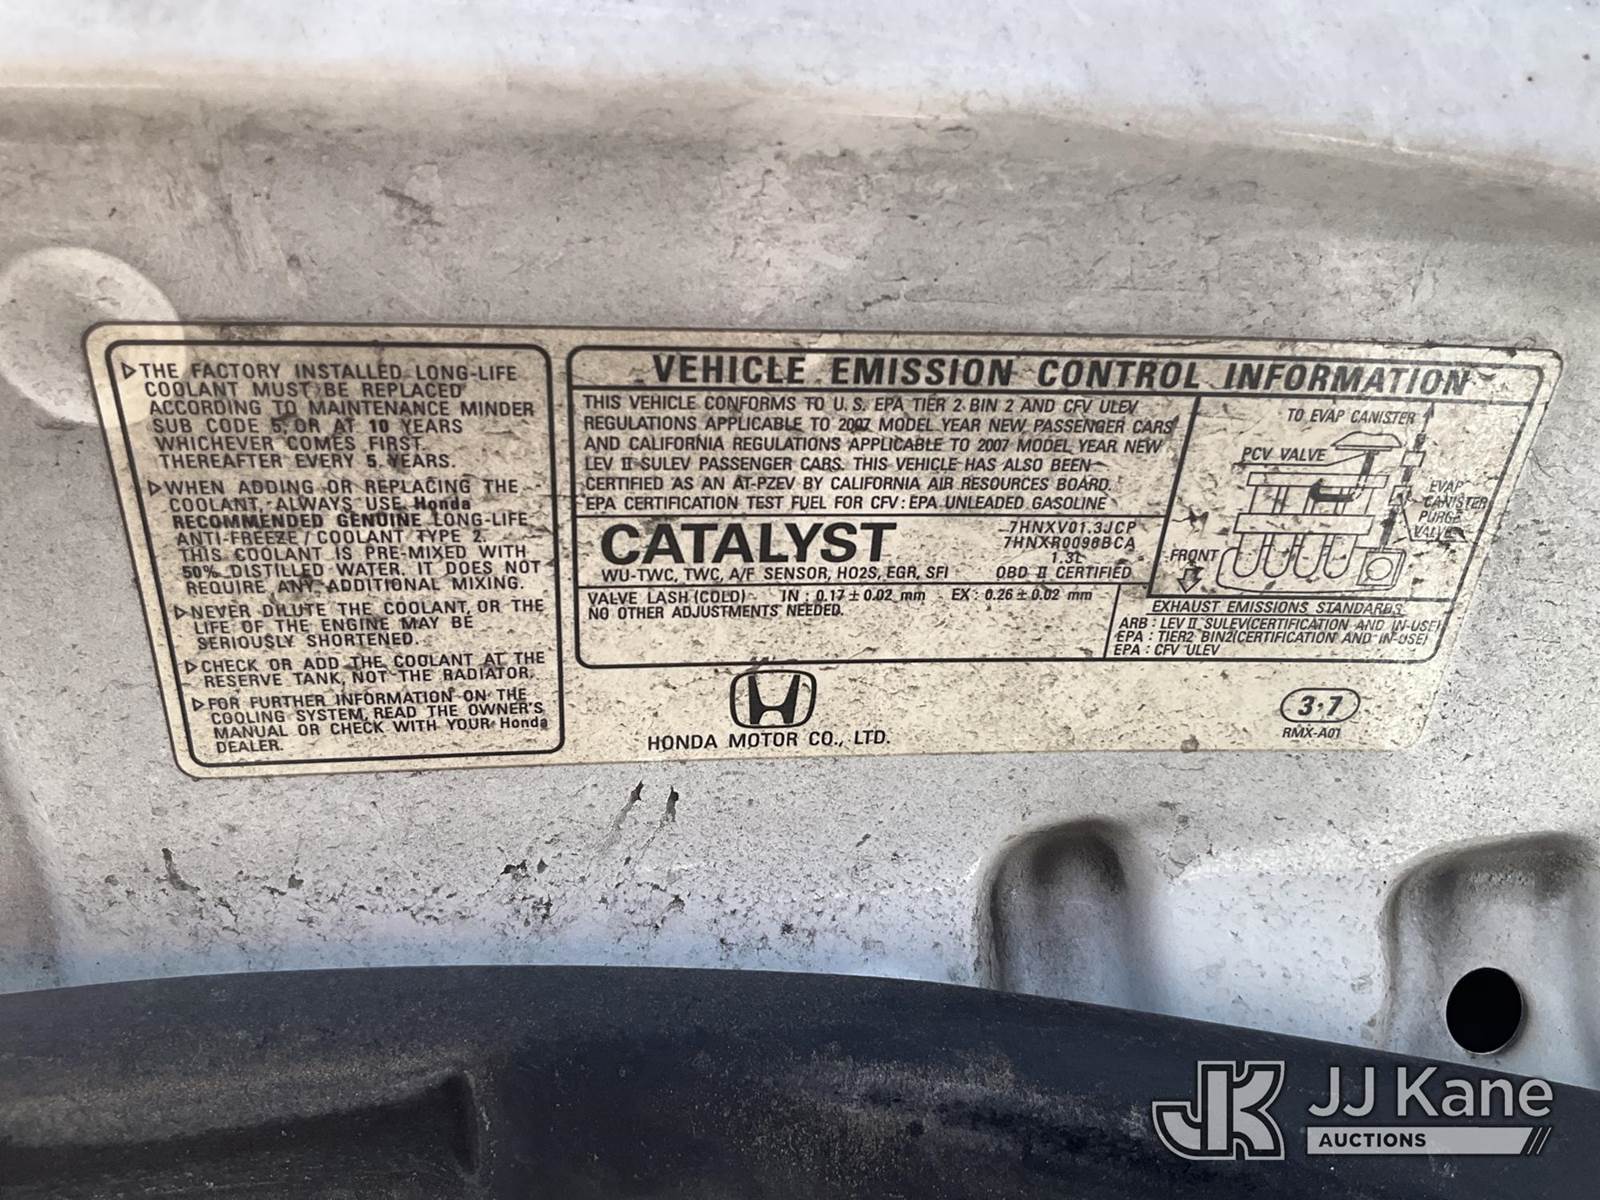 ▷THE FACTORY INSTALLED LONG-LIFE
COOLANT MUST BE REPLACED
ACCORDING TO MAINTENANCE MINDER
SUB CODE 5, OR AT 10 YEARS
WHICHEVER COMES FIRST.
THEREAFTER EVERY 5 YEARS.
▷WHEN ADDING OR REPLACING THE
COOLANT, ALWAYS USE Honda
RECOMMENDED GENUINE LONG-LIFE
ANTI-FREEZE/COOLANT TYPE 2.
THIS COOLANT IS PRE-MIXED WITH
50% DISTILLED WATER. IT DOES NOT
REQUIRE ANY ADDITIONAL MIXING.
▷NEVER DILUTE THE COOLANT, OR THE
LIFE OF THE ENGINE MAY BE
SERIOUSLY SHORTENED.
▷CHECK OR ADD THE COOLANT AT THE
RESERVE TANK, NOT THE RADIATOR.
▷FOR FURTHER INFORMATION ON THE
COOLING SYSTEM, READ THE OWNER'S
MANUAL OR CHECK WITH YOUR Honda
DEALER.
VEHICLE EMISSION CONTROL INFORMATION
THIS VEHICLE CONFORMS TO U.S. EPA TIER 2 BIN 2 AND CFV ULEV
REGULATIONS APPLICABLE TO 2007 MODEL YEAR NEW PASSENGER CARS
AND CALIFORNIA REGULATIONS APPLICABLE TO 2007 MODEL YEAR NEW
LEV II SULEV PASSENGER CARS. THIS VEHICLE HAS ALSO BEEN
CERTIFIED AS AN AT-PZEV BY CALIFORNIA AIR RESOURCES BOARD.
EPA CERTIFICATION TEST FUEL FOR CFV: EPA UNLEADED GASOLINE
CATALYST
WU-TWC, TWC, A/F SENSOR, HO2S, EGR, SFI
7HNXV01.3JCP
7HNXR0098BCA
1.3L
OBD II CERTIFIED
VALVE LASH (COLD) IN : 0.17 ± 0.02 mm EX : 0.26 ± 0.02 mm
NO OTHER ADJUSTMENTS NEEDED.
TO EVAP CANISTER
PCV VALVE
EVAP
CANISTER
PURGE
VALVE
FRONT
EXHAUST EMISSIONS STANDARDS
ARB : LEV II SULEV(CERTIFICATION AND IN-USE)
EPA : TIER2 BIN2(CERTIFICATION AND IN-USE)
EPA : CFV ULEV
HONDA MOTOR CO., LTD.
3·7
RMX-A01
JK JJ Kane
AUCTIONS